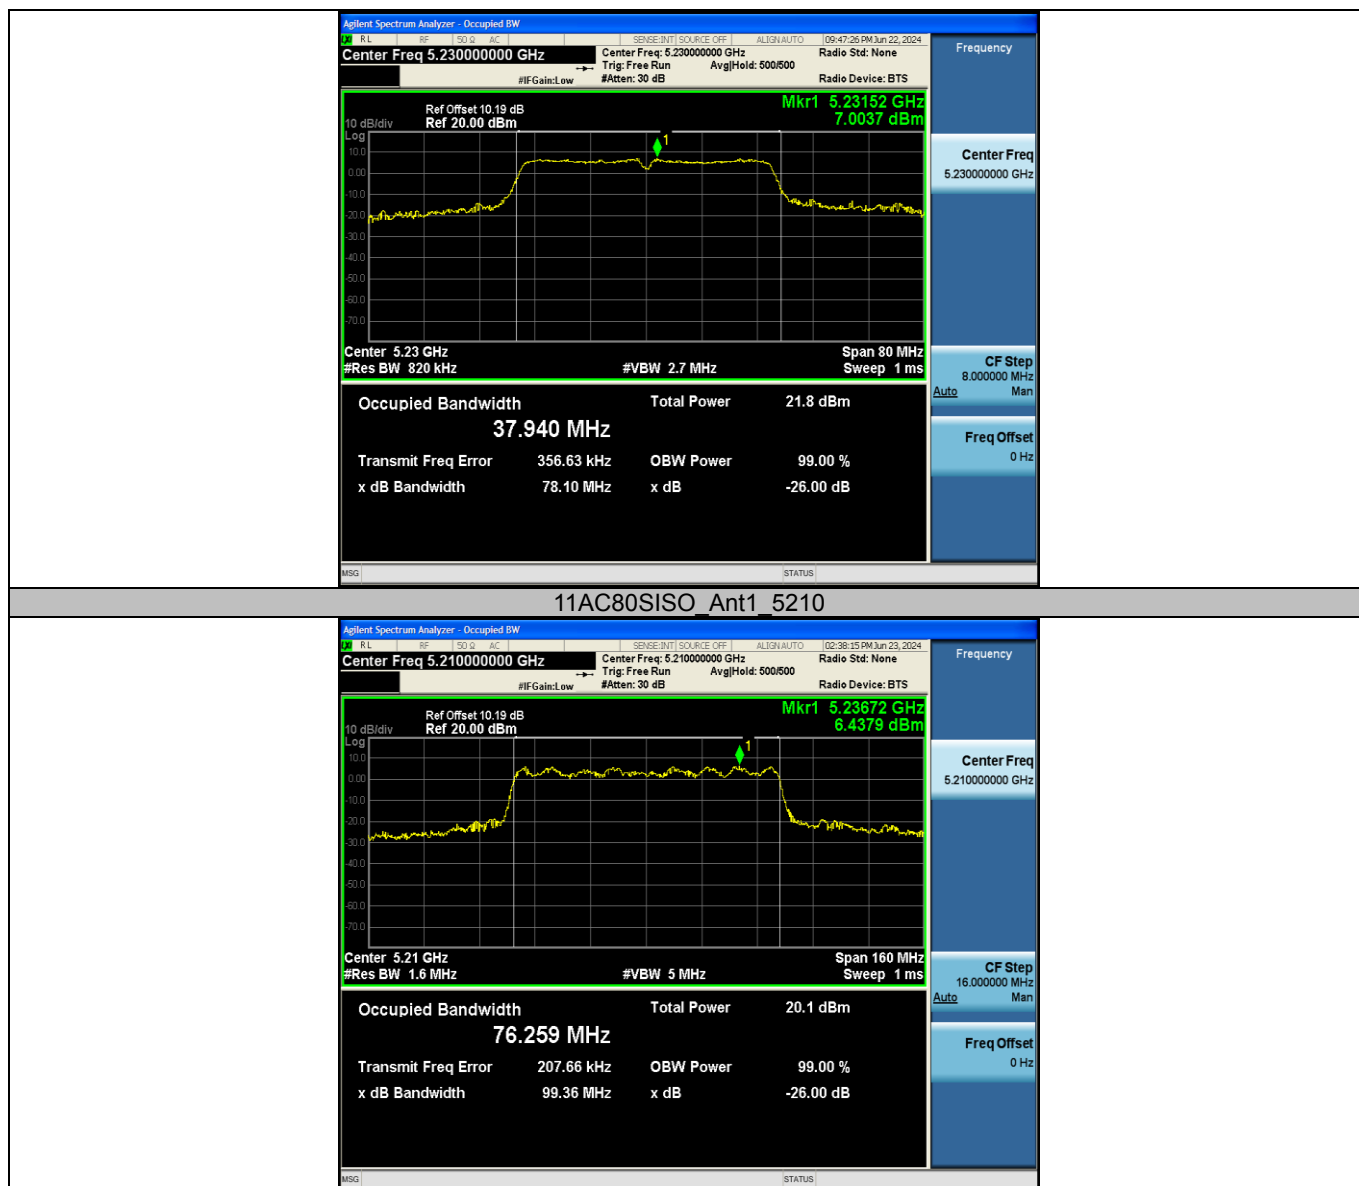 Agilent Spectrum Analyzer - Occupied BW
RL RF 50 Ω AC SENSE:INT SOURCE OFF ALIGN AUTO 09:47:26 PM Jun 22, 2024
Center Freq 5.230000000 GHz
Center Freq: 5.230000000 GHz Radio Std: None
Trig: Free Run Avg|Hold: 500/500
#IFGain:Low #Atten: 30 dB Radio Device: BTS
Frequency
Mkr1 5.23152 GHz
7.0037 dBm
Ref Offset 10.19 dB
10 dB/div Ref 20.00 dBm
Log
1
10.0
0.00
-10.0
-20.0
-30.0
-40.0
-50.0
-60.0
-70.0
Center 5.23 GHz Span 80 MHz
#Res BW 820 kHz #VBW 2.7 MHz Sweep 1 ms
Center Freq
5.230000000 GHz
CF Step
8.000000 MHz
Auto Man
Freq Offset
0 Hz
Occupied Bandwidth Total Power 21.8 dBm
37.940 MHz
Transmit Freq Error 356.63 kHz OBW Power 99.00 %
x dB Bandwidth 78.10 MHz x dB -26.00 dB
MSG STATUS
11AC80SISO_Ant1_5210
Agilent Spectrum Analyzer - Occupied BW
RL RF 50 Ω AC SENSE:INT SOURCE OFF ALIGN AUTO 02:38:15 PM Jun 23, 2024
Center Freq 5.210000000 GHz
Center Freq: 5.210000000 GHz Radio Std: None
Trig: Free Run Avg|Hold: 500/500
#IFGain:Low #Atten: 30 dB Radio Device: BTS
Frequency
Mkr1 5.23672 GHz
6.4379 dBm
Ref Offset 10.19 dB
10 dB/div Ref 20.00 dBm
Log
1
10.0
0.00
-10.0
-20.0
-30.0
-40.0
-50.0
-60.0
-70.0
Center 5.21 GHz Span 160 MHz
#Res BW 1.6 MHz #VBW 5 MHz Sweep 1 ms
Center Freq
5.210000000 GHz
CF Step
16.000000 MHz
Auto Man
Freq Offset
0 Hz
Occupied Bandwidth Total Power 20.1 dBm
76.259 MHz
Transmit Freq Error 207.66 kHz OBW Power 99.00 %
x dB Bandwidth 99.36 MHz x dB -26.00 dB
MSG STATUS